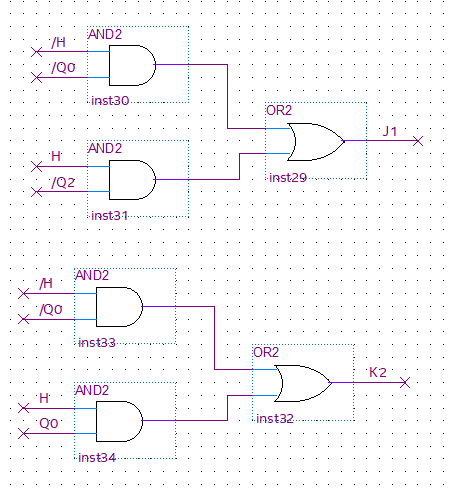 AND2
/H
/Q0
inst30
OR2
J1
inst29
AND2
H
/Q2
inst31
AND2
/H
/Q0
inst33
OR2
K2
inst32
AND2
H
Q0
inst34